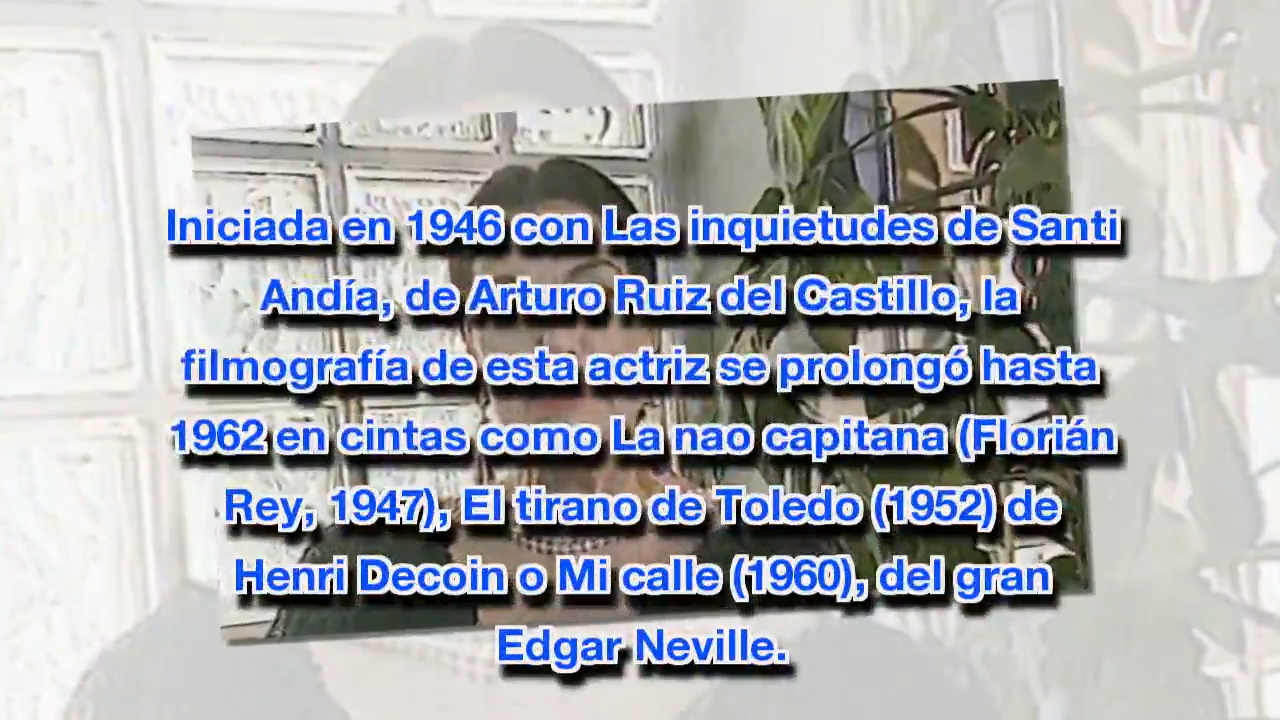 Iniciada en 1946 con Las inquietudes de Santi
Andía, de Arturo Ruiz del Castillo, la
filmografía de esta actriz se prolongó hasta
1962 en cintas como La nao capitana (Florián
Rey, 1947), El tirano de Toledo (1952) de
Henri Decoin o Mi calle (1960), del gran
Edgar Neville.